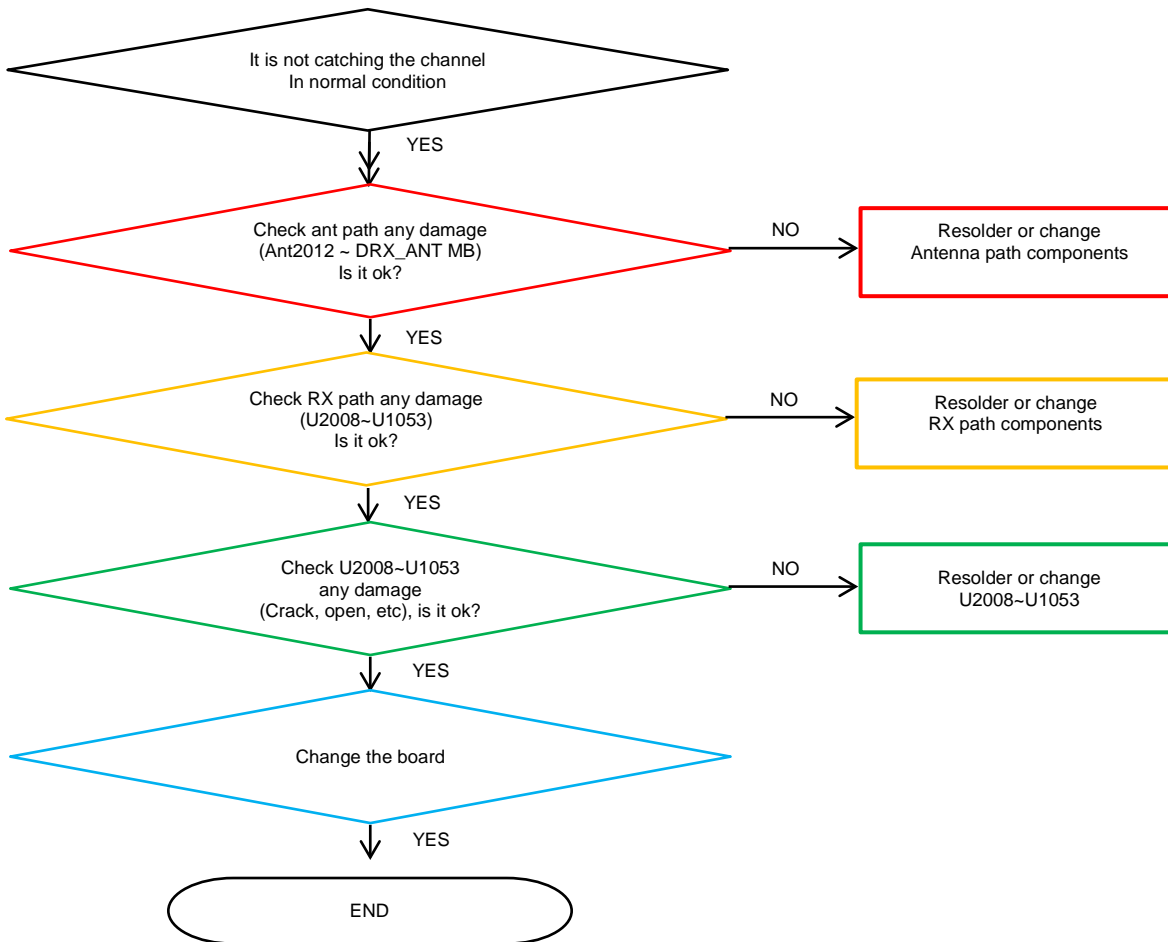 It is not catching the channel
In normal condition
YES
Check ant path any damage
(Ant2012 ~ DRX_ANT MB)
Is it ok?
NO
Resolder or change
Antenna path components
YES
Check RX path any damage
(U2008~U1053)
Is it ok?
NO
Resolder or change
RX path components
YES
Check U2008~U1053
any damage
(Crack, open, etc), is it ok?
NO
Resolder or change
U2008~U1053
YES
Change the board
YES
END